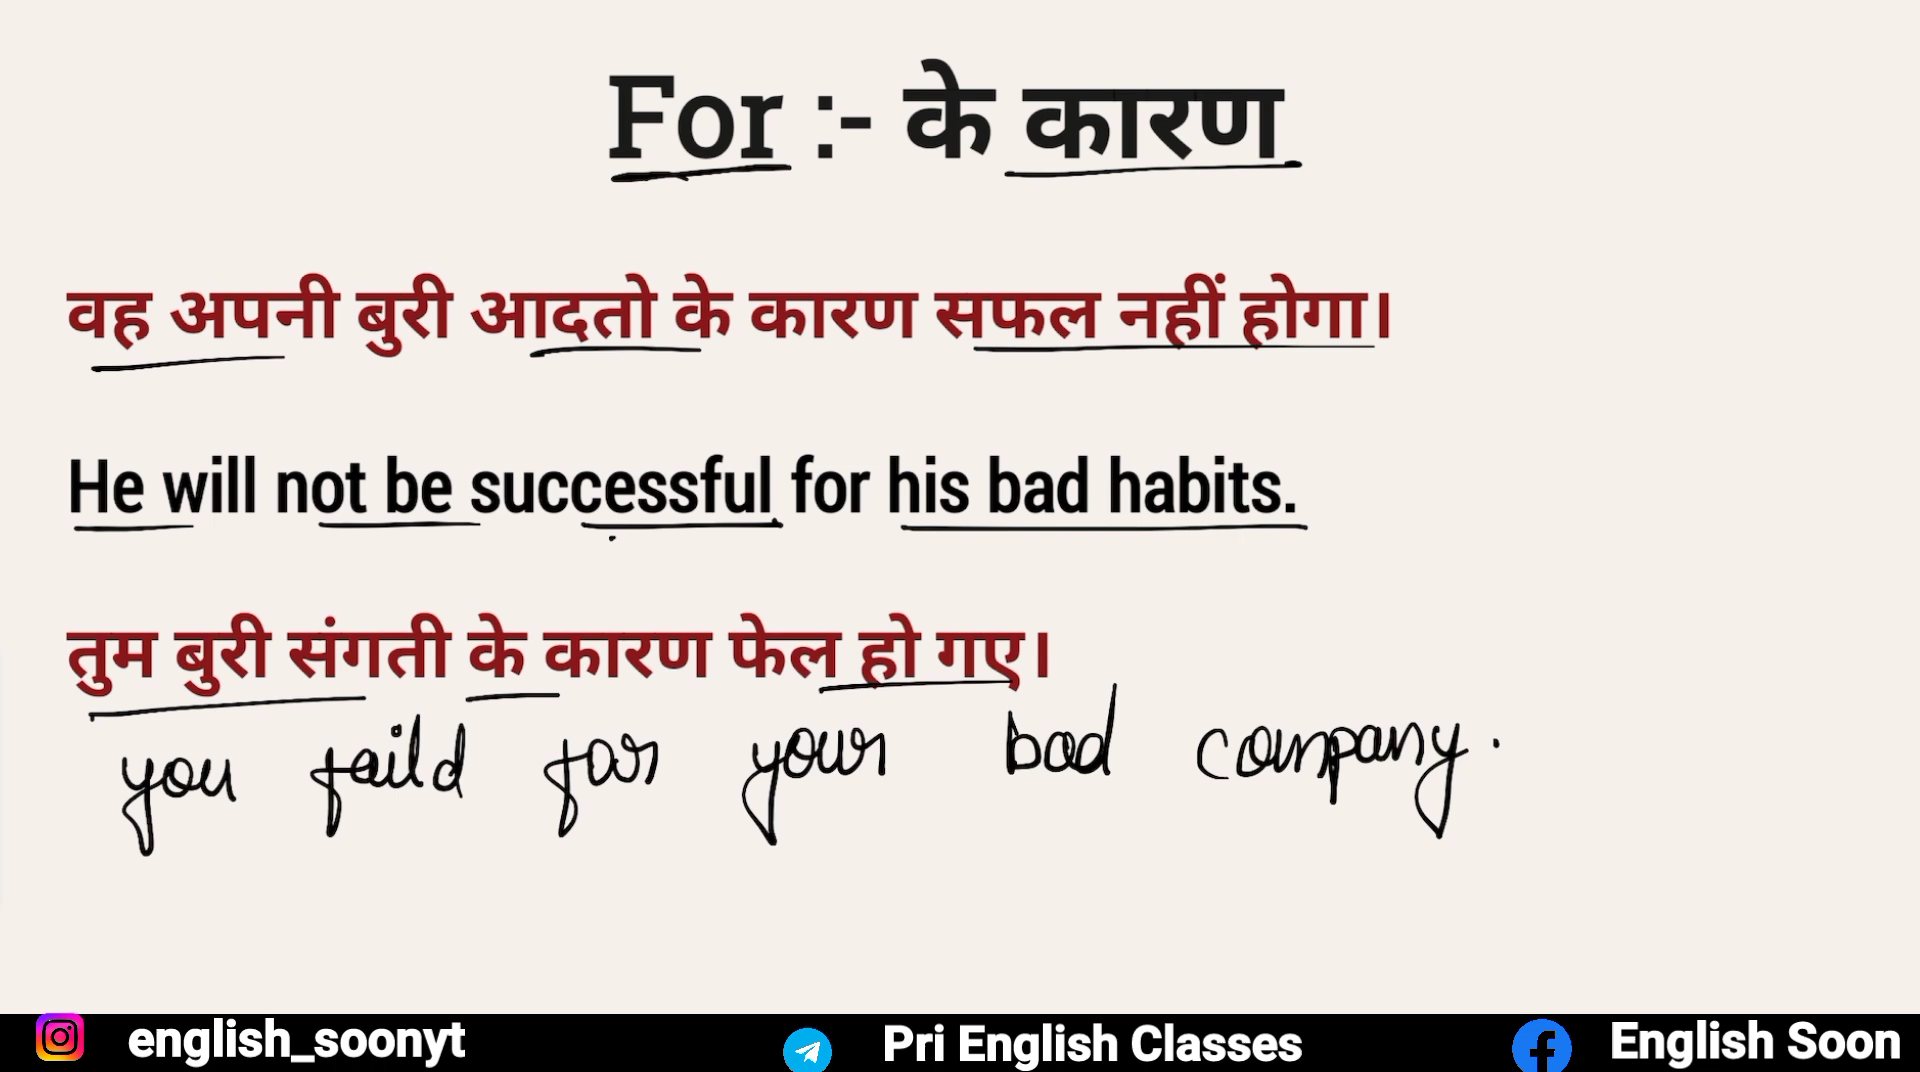 For :- के कारण
वह अपनी बुरी आदतो के कारण सफल नहीं होगा।
He will not be successful for his bad habits.
तुम बुरी संगती के कारण फेल हो गए।
you faild for your bad company.
english_soonyt
Pri English Classes
English Soon